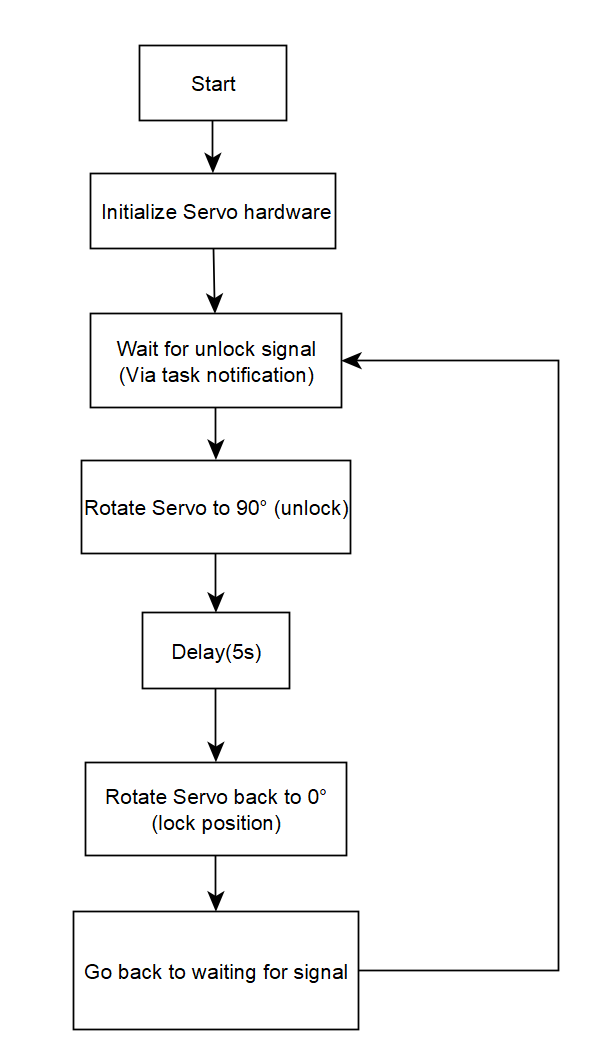 Start
Initialize Servo hardware
Wait for unlock signal
(Via task notification)
Rotate Servo to 90° (unlock)
Delay(5s)
Rotate Servo back to 0°
(lock position)
Go back to waiting for signal